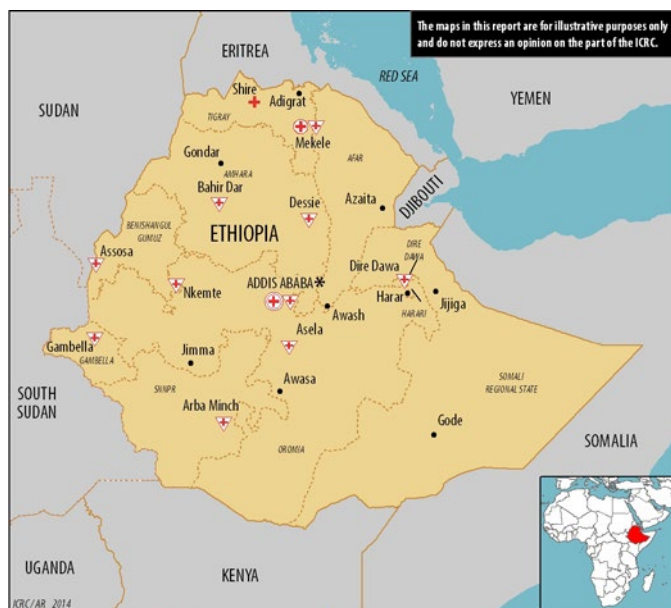 The maps in this report are for illustrative purposes only
and do not express an opinion on the part of the ICRC.
ERITREA
RED SEA
SUDAN
YEMEN
Shire
Adigrat
TIGRAY
Mekele
Gondar
AMHARA
AFAR
Bahir Dar
Dessie
Azaita
DJIBOUTI
BENISHANGUL
GUMUZ
ETHIOPIA
Assosa
DIRE
DAWA
Dire Dawa
Nkemte
ADDIS ABABA*
Harar
Jijiga
Awash
HARARI
Gambella
GAMBELLA
Asela
Jimma
SNNPR
Awasa
SOMALI
REGIONAL STATE
SOUTH
SUDAN
Arba Minch
Gode
OROMIA
SOMALIA
UGANDA
KENYA
ICRC/AR 2014